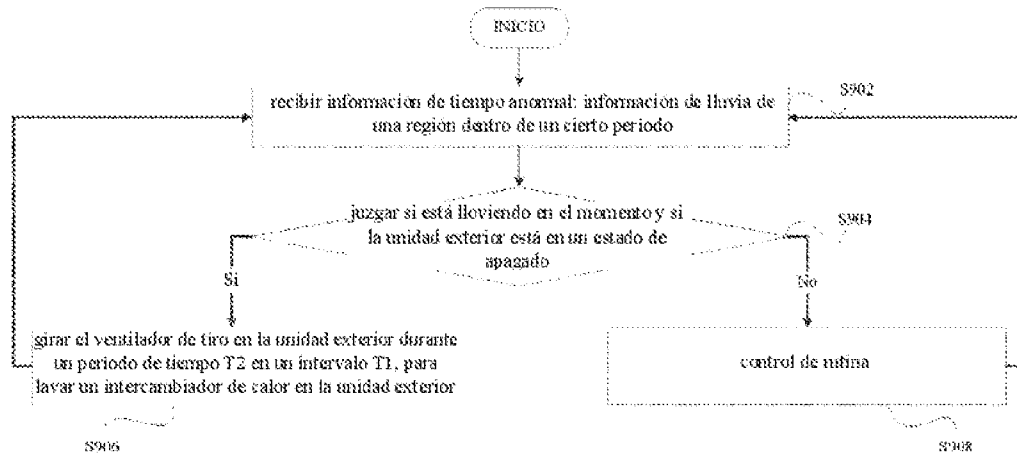 INICIO
recibir información de tiempo anormal: información de lluvia de
una región dentro de un cierto periodo
S902
juzgar si está lloviendo en el momento y si
la unidad exterior está en un estado de
apagado
S904
Si
No
girar el ventilador de tiro en la unidad exterior durante
un periodo de tiempo T2 en un intervalo T1, para
lavar un intercambiador de calor en la unidad exterior
control de rutina
S906
S908